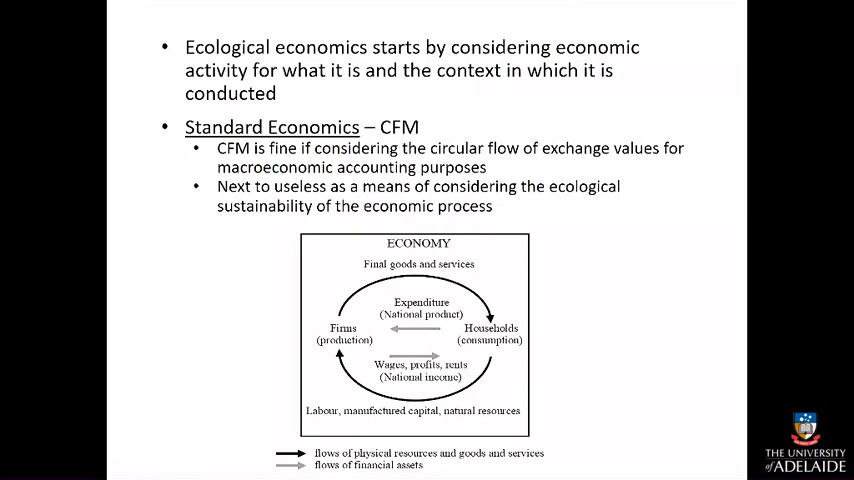 • Ecological economics starts by considering economic
activity for what it is and the context in which it is
conducted
• Standard Economics – CFM
• CFM is fine if considering the circular flow of exchange values for
macroeconomic accounting purposes
• Next to useless as a means of considering the ecological
sustainability of the economic process
ECONOMY
Final goods and services
Expenditure
(National product)
Firms
(production)
Households
(consumption)
Wages, profits, rents
(National income)
Labour, manufactured capital, natural resources
flows of physical resources and goods and services
flows of financial assets
THE UNIVERSITY
of ADELAIDE